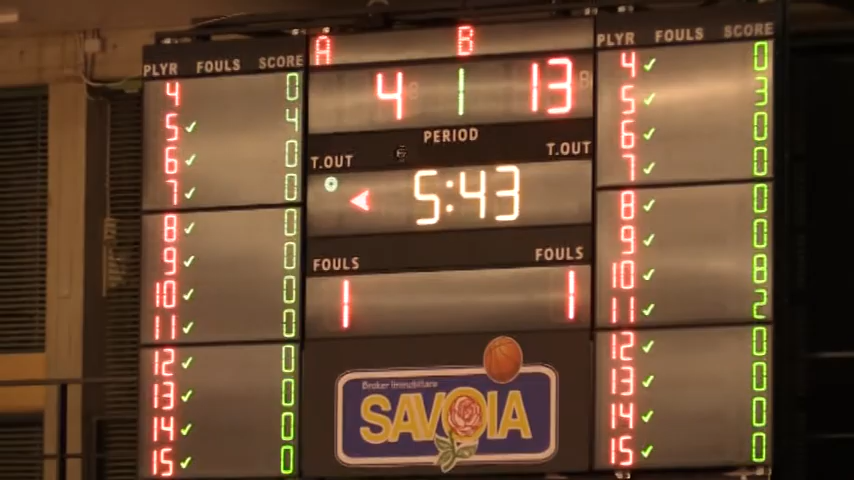 A B
PLYR FOULS SCORE
4 0
5 ✓ 4
6 ✓ 0
7 ✓ 0
8 ✓ 0
9 ✓ 0
10 ✓ 0
11 ✓ 0
12 ✓ 0
13 ✓ 0
14 ✓ 0
15 ✓ 0
4 1 13
PERIOD
T.OUT T.OUT
5:43
FOULS FOULS
1 1
Broker Immobiliare
SAVOIA
PLYR FOULS SCORE
4 ✓ 0
5 ✓ 3
6 ✓ 0
7 ✓ 0
8 ✓ 0
9 ✓ 0
10 ✓ 8
11 ✓ 2
12 ✓ 0
13 ✓ 0
14 ✓ 0
15 ✓ 0